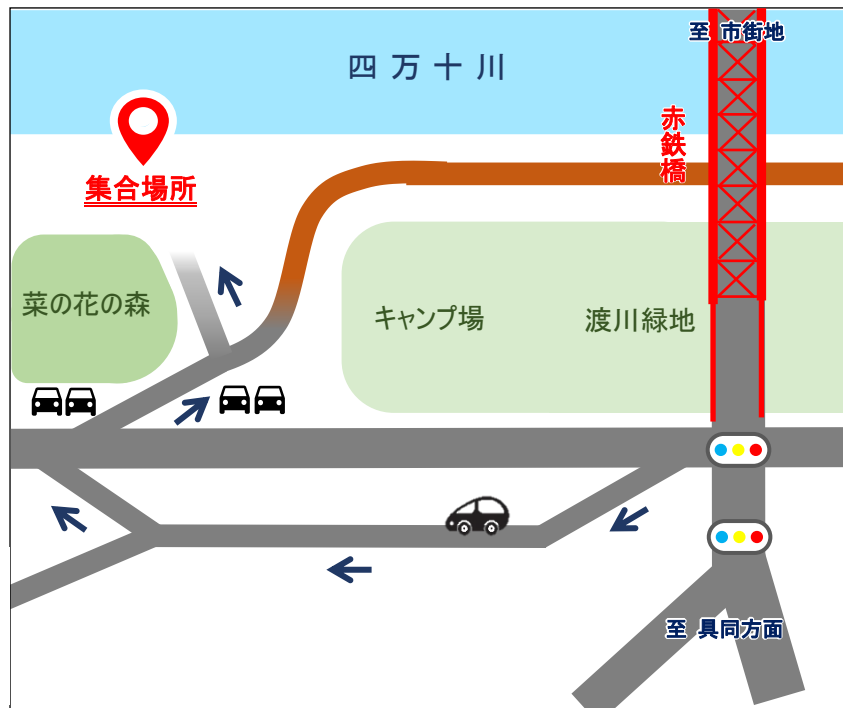 至 市街地
四万十川
赤鉄橋
集合場所
菜の花の森
キャンプ場
渡川緑地
至 具同方面